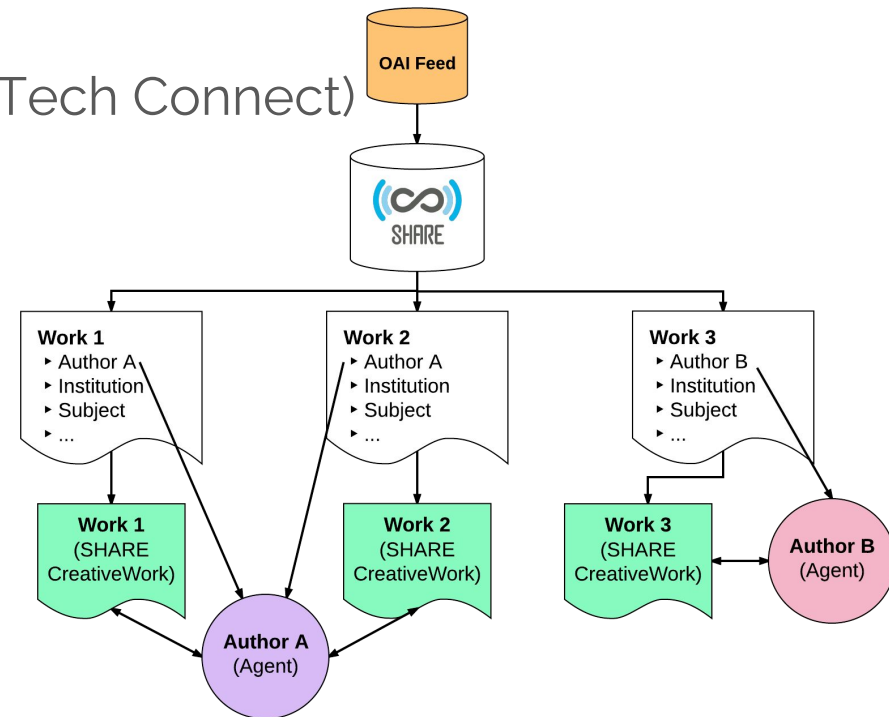 Tech Connect)
OAI Feed
SHARE
Work 1
▸ Author A
▸ Institution
▸ Subject
▸ ...
Work 2
▸ Author A
▸ Institution
▸ Subject
▸ ...
Work 3
▸ Author B
▸ Institution
▸ Subject
▸ ...
Work 1
(SHARE
CreativeWork)
Work 2
(SHARE
CreativeWork)
Work 3
(SHARE
CreativeWork)
Author B
(Agent)
Author A
(Agent)